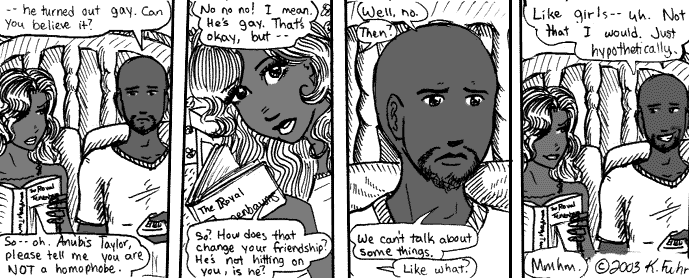 -- he turned out gay. Can
you believe it?
So-- oh. Anubis Taylor,
please tell me you are
NOT a homophobe.
No no no! I mean.
He's gay. That's
okay, but --
The Royal
Tenenbaums
So? How does that
change your friendship?
He's not hitting on
you, is he?
Well, no.
Then?
We can't talk about
some things.
Like what?
Like girls-- uh. Not
that I would. Just
hypothetically.
The Royal
Mmhm.
©2003 K.